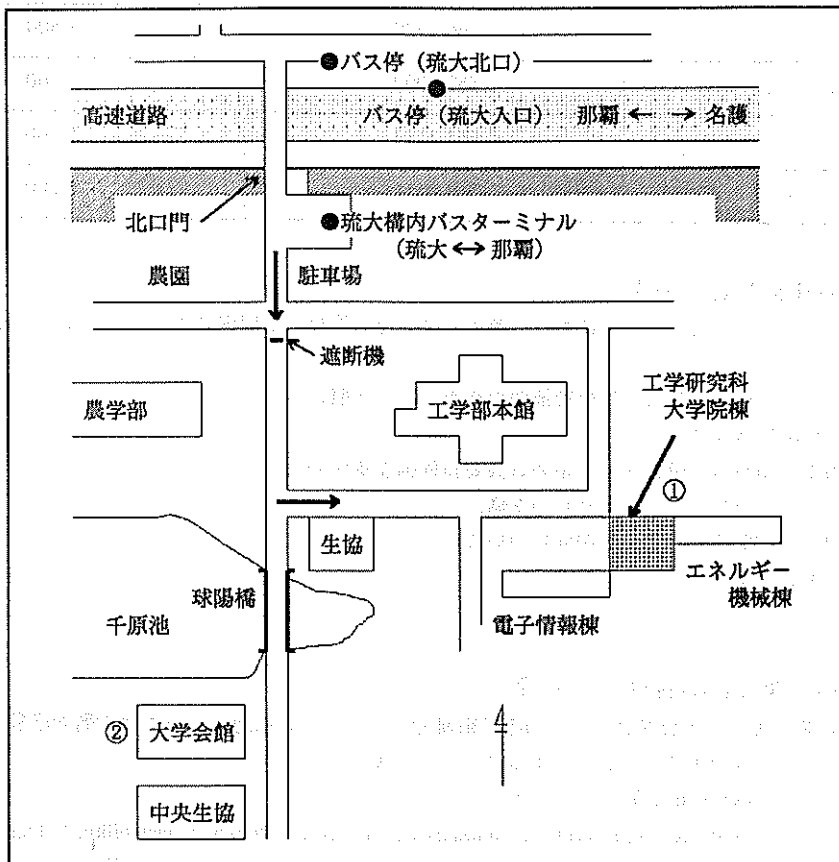 ●バス停（琉大北口）
高速道路
バス停（琉大入口）
那覇 ←
→ 名護
北口門
●琉大構内バスターミナル
（琉大 ↔ 那覇）
農園
駐車場
遮断機
農学部
工学部本館
工学研究科
大学院棟
①
生協
球陽橋
千原池
エネルギー
機械棟
電子情報棟
②
大学会館
中央生協